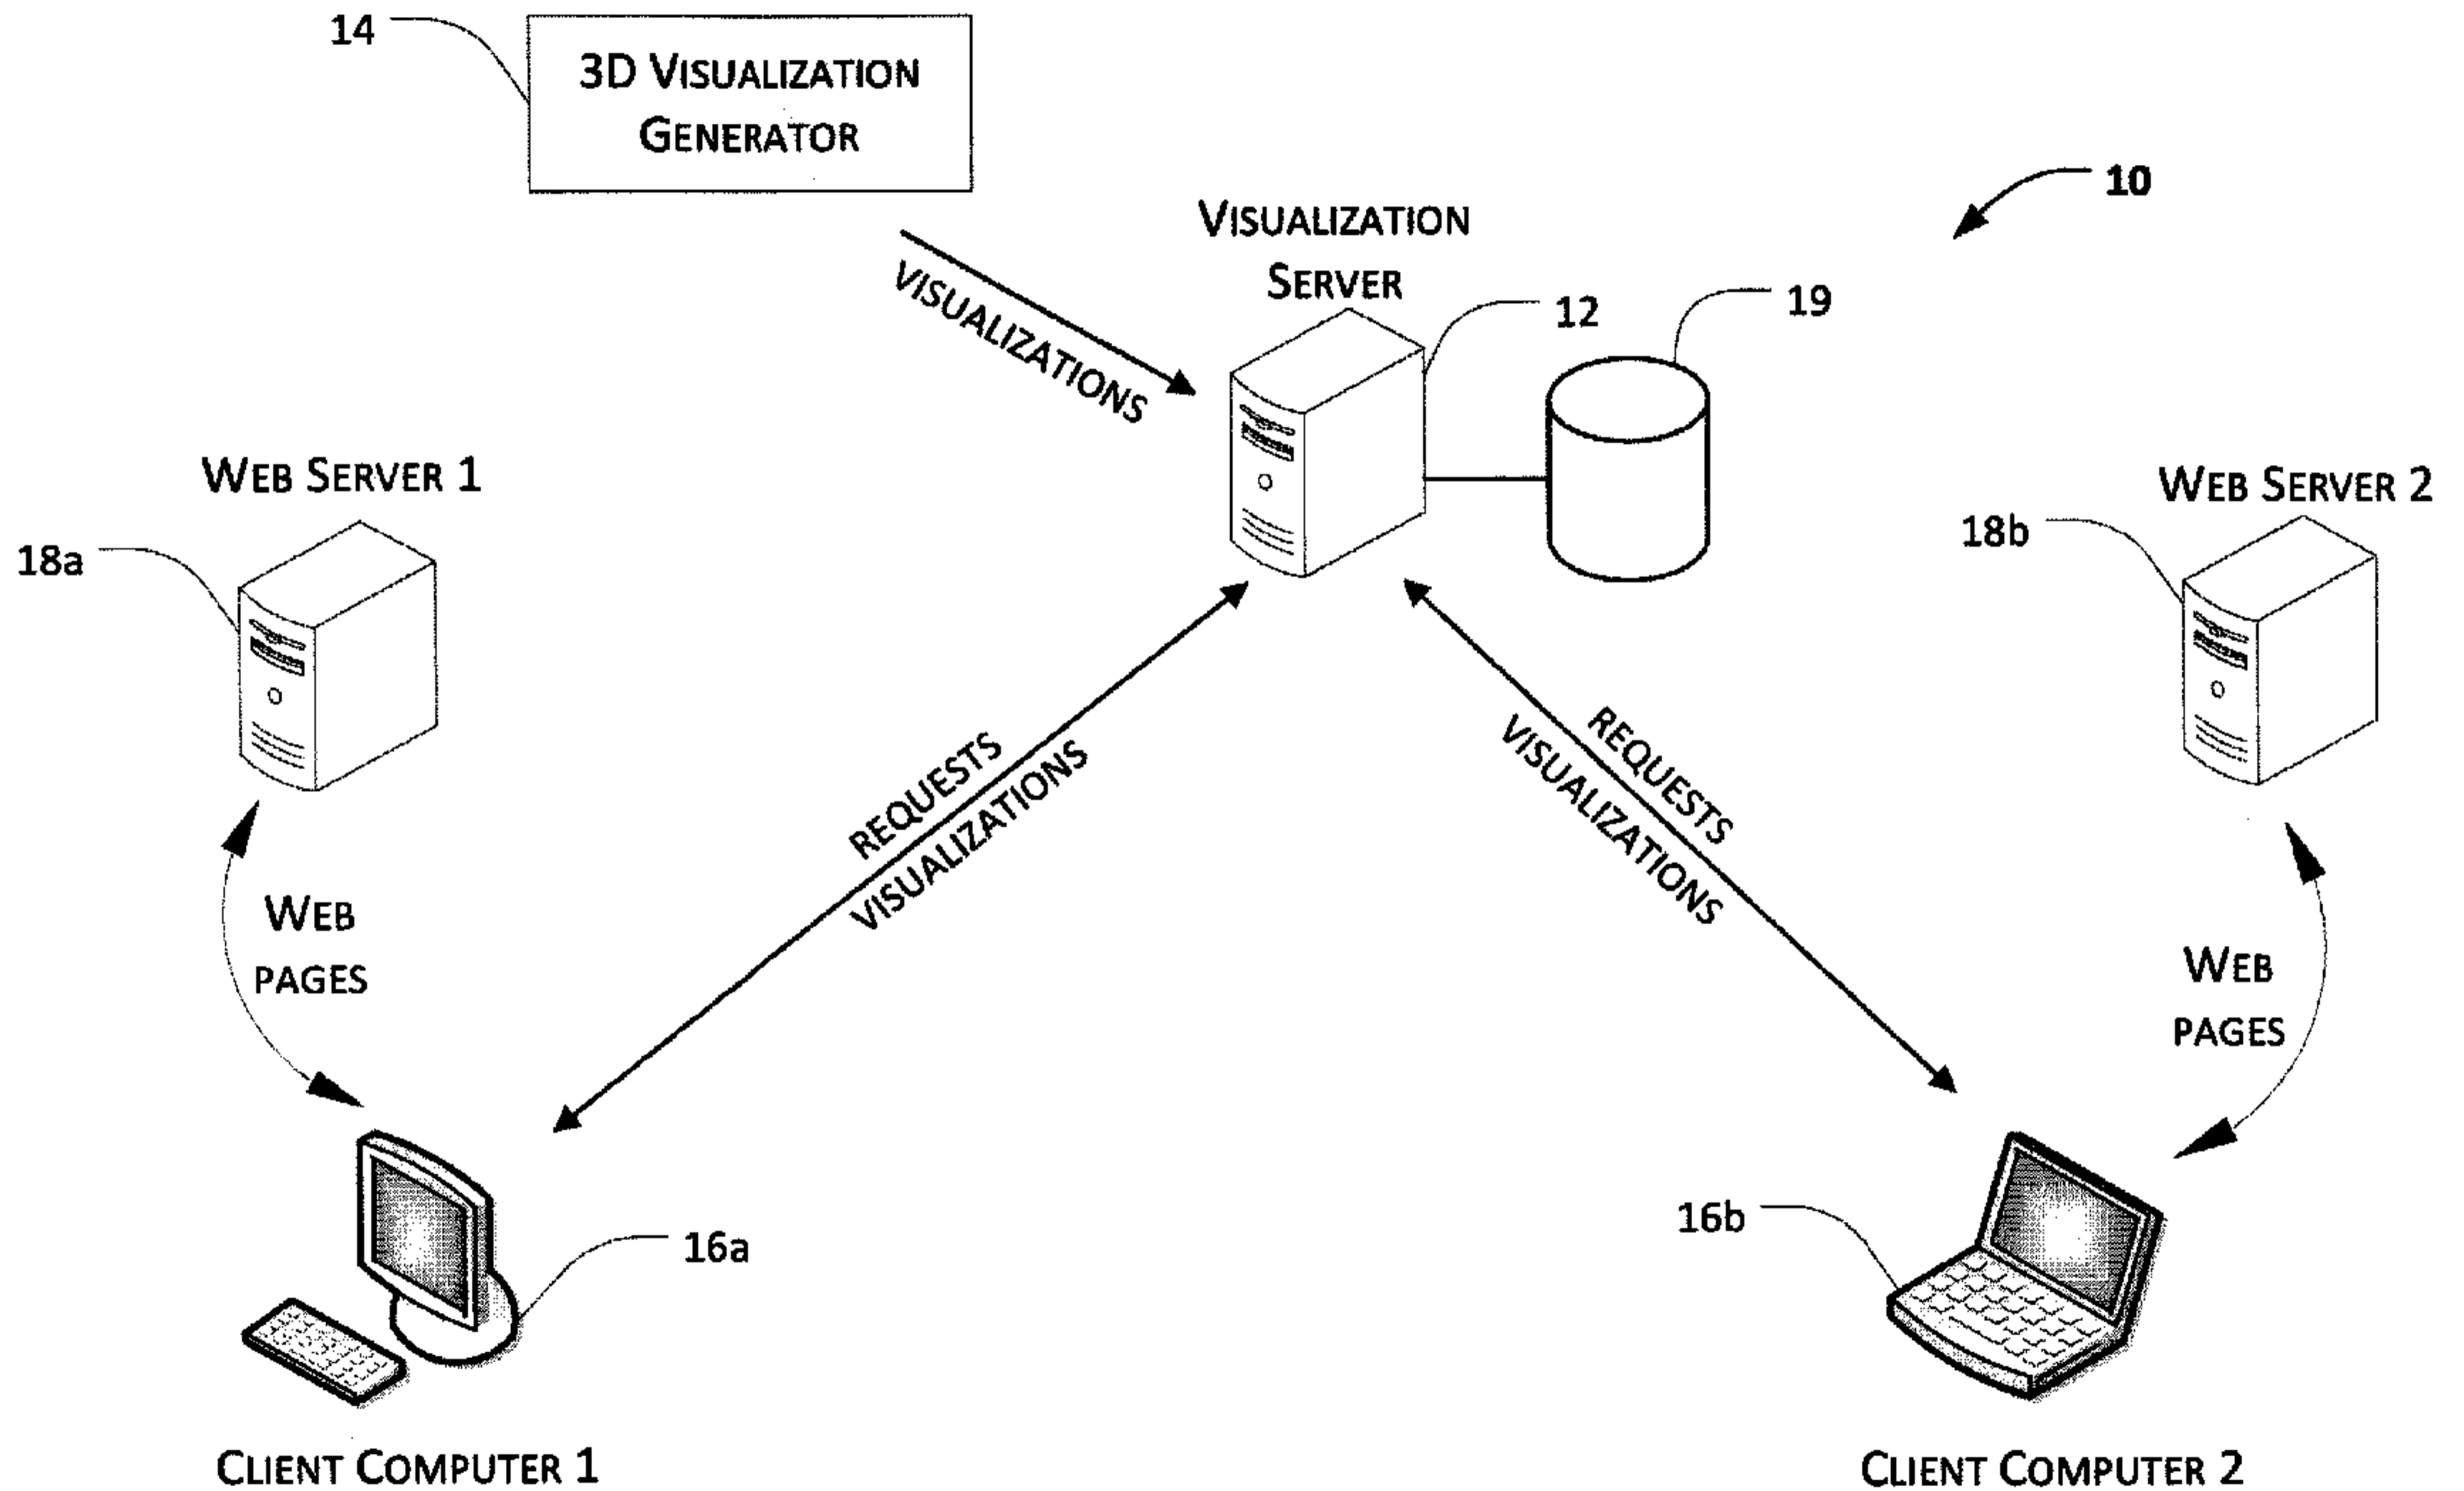 14
3D VISUALIZATION
GENERATOR
10
VISUALIZATION
SERVER
VISUALIZATIONS
12
19
WEB SERVER 1
18a
WEB SERVER 2
18b
REQUESTS
VISUALIZATIONS
REQUESTS
VISUALIZATIONS
WEB
PAGES
WEB
PAGES
16a
16b
CLIENT COMPUTER 1
CLIENT COMPUTER 2